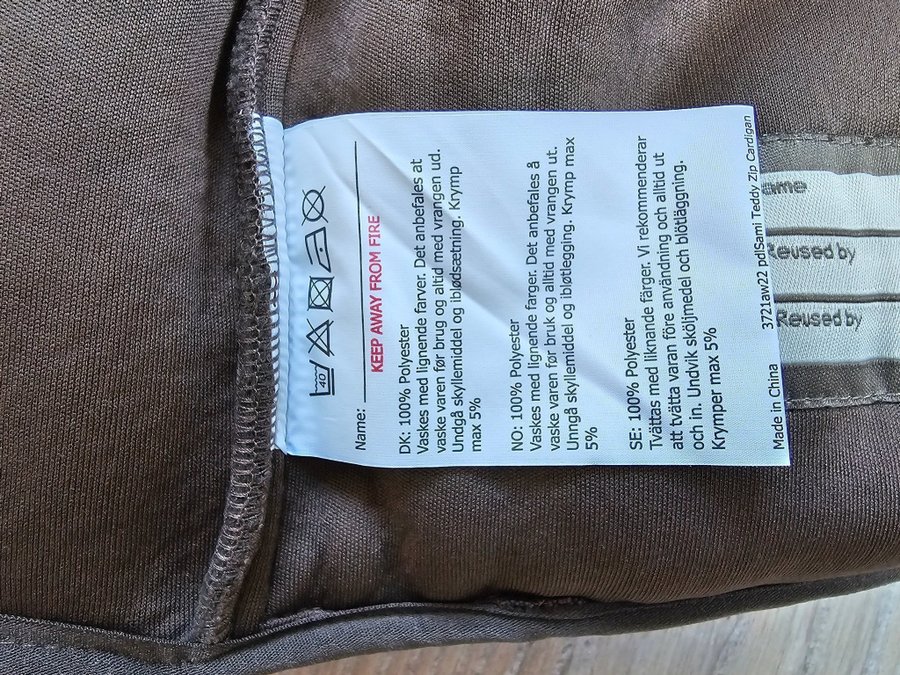 40
Name:
KEEP AWAY FROM FIRE
DK: 100% Polyester
Vaskes med lignende farver. Det anbefales at
vaske varen før brug og altid med vrangen ud.
Undgå skyllemiddel og iblødsætning. Krymp
max 5%
NO: 100% Polyester
Vaskes med lignende farger. Det anbefales å
vaske varen før bruk og altid med vrangen ut.
Unngå skyllemiddel og ibløtlegging. Krymp max
5%
SE: 100% Polyester
Tvättas med liknande färger. Vi rekommenderar
att tvätta varan före användning och alltid ut
och in. Undvik sköljmedel och blötläggning.
Krymper max 5%
Made in China
3721aw22 pdlSami Teddy Zip Cardigan
Reused by
Reused by